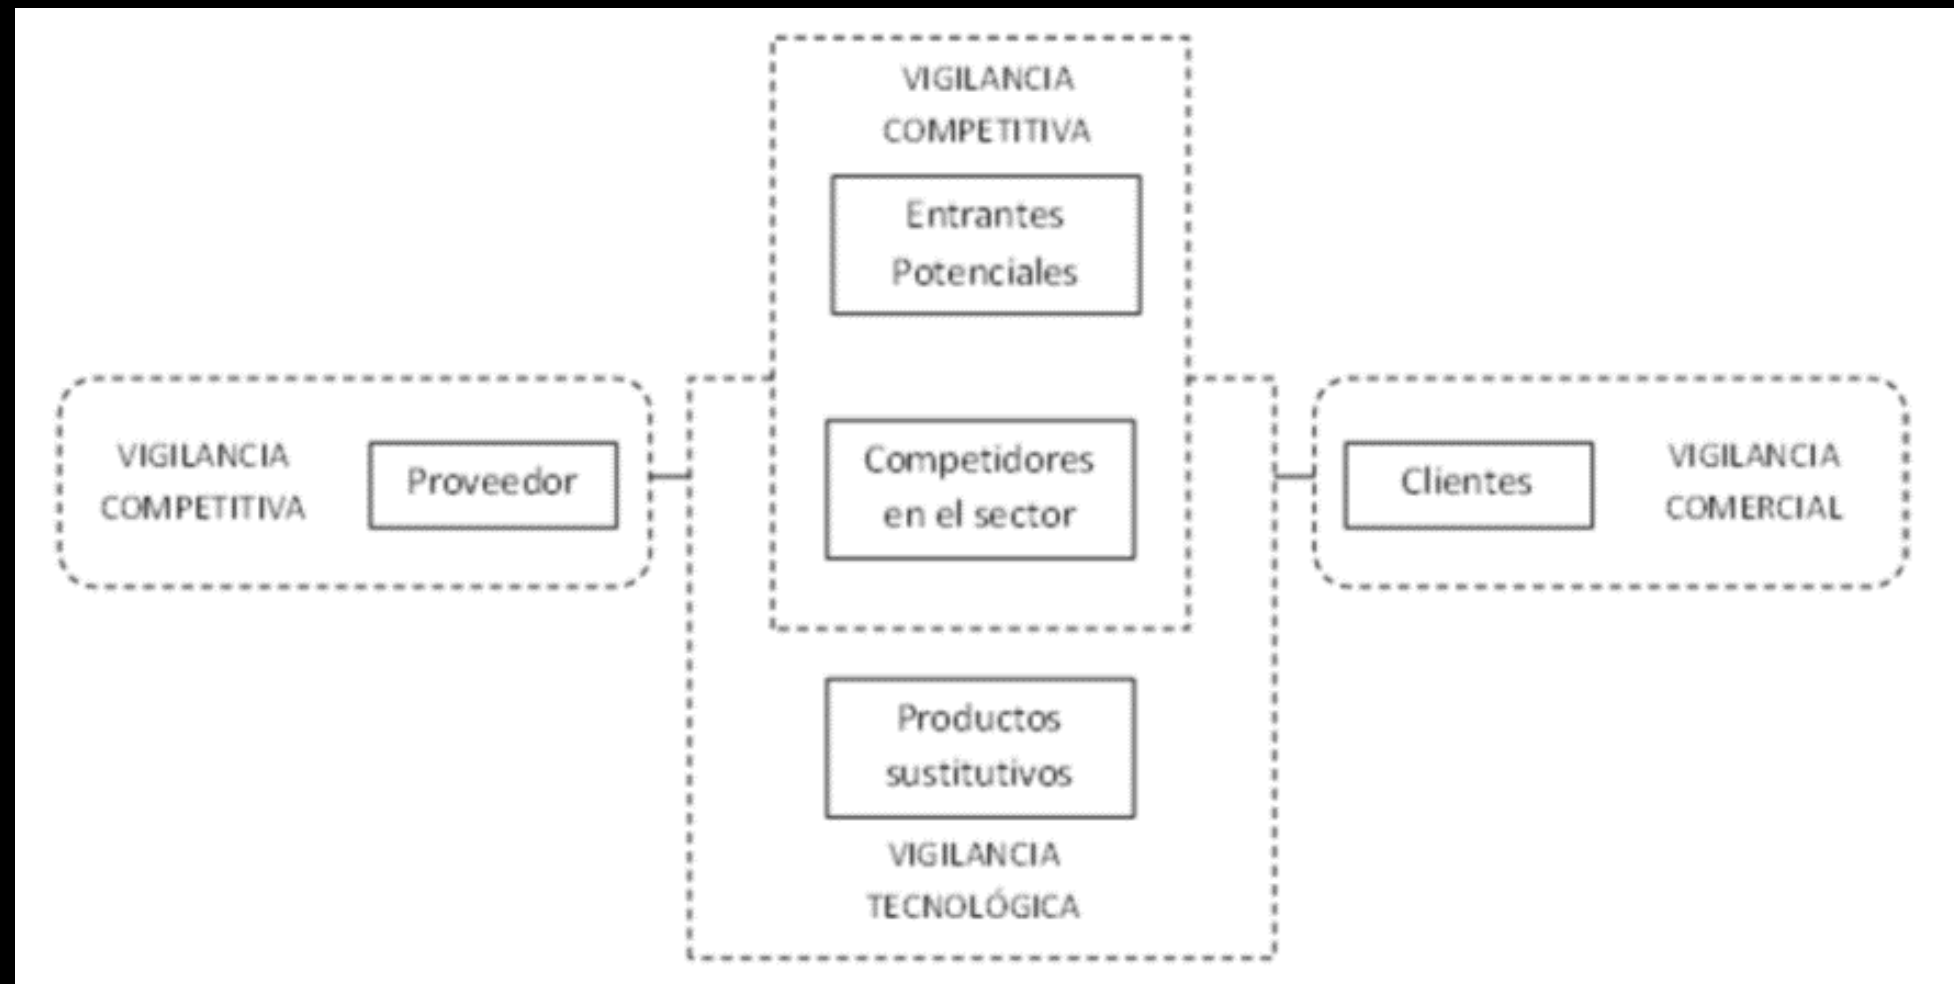 VIGILANCIA
COMPETITIVA
Entrantes
Potenciales
VIGILANCIA
COMPETITIVA
Proveedor
Competidores
en el sector
Clientes
VIGILANCIA
COMERCIAL
Productos
sustitutivos
VIGILANCIA
TECNOLÓGICA